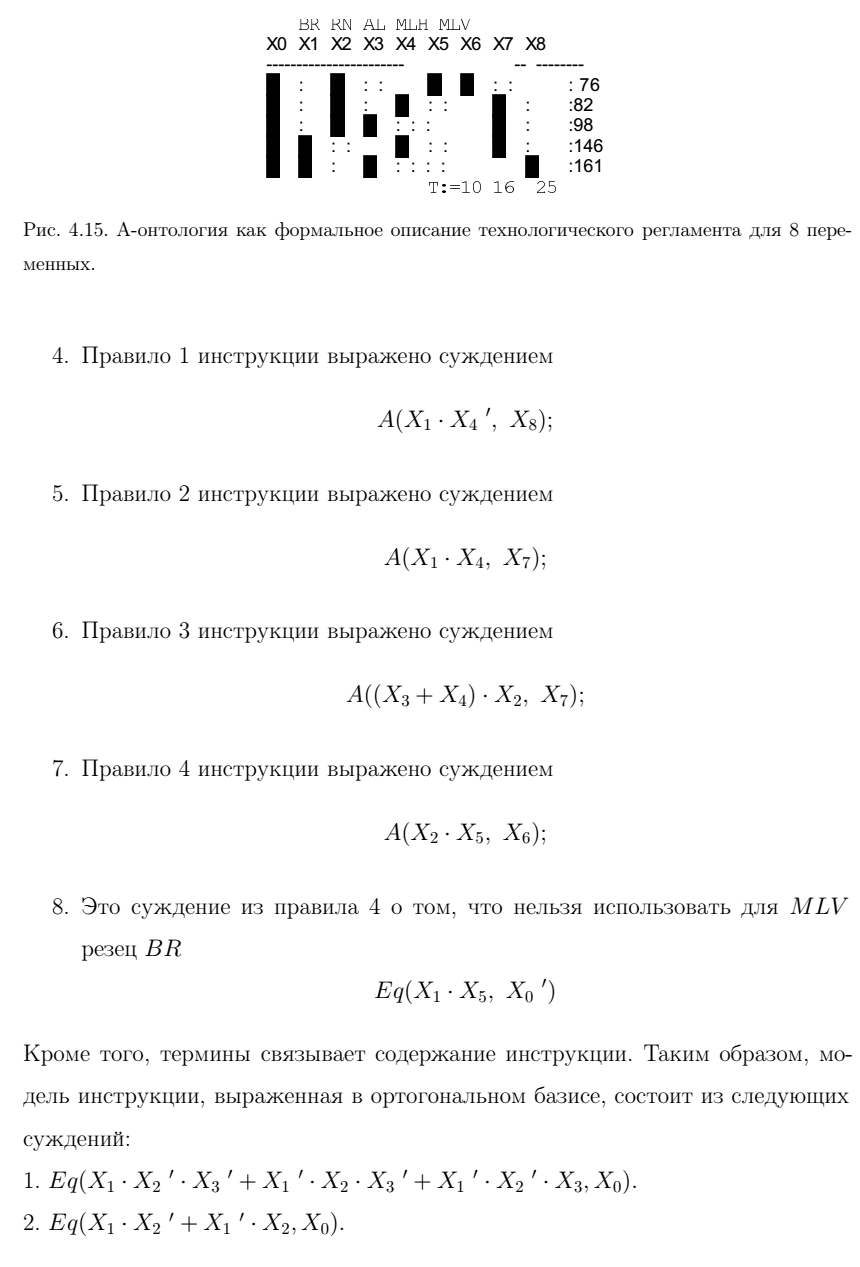 BR RN AL MLH MLV
X0 X1 X2 X3 X4 X5 X6 X7 X8
----------------------- -- --------
: : : : : : 76
: : : : : :82
: : : : : :98
: : : : : :146
: : : : : :161
T:=10 16 25
Рис. 4.15. А-онтология как формальное описание технологического регламента для 8 пере-
менных.
4. Правило 1 инструкции выражено суждением
A(X₁ · X₄ ′, X₈);
5. Правило 2 инструкции выражено суждением
A(X₁ · X₄, X₇);
6. Правило 3 инструкции выражено суждением
A((X₃ + X₄) · X₂, X₇);
7. Правило 4 инструкции выражено суждением
A(X₂ · X₅, X₆);
8. Это суждение из правила 4 о том, что нельзя использовать для MLV
резец BR
Eq(X₁ · X₅, X₀ ′)
Кроме того, термины связывает содержание инструкции. Таким образом, мо-
дель инструкции, выраженная в ортогональном базисе, состоит из следующих
суждений:
1. Eq(X₁ · X₂ ′ · X₃ ′ + X₁ ′ · X₂ · X₃ ′ + X₁ ′ · X₂ ′ · X₃, X₀).
2. Eq(X₁ · X₂ ′ + X₁ ′ · X₂, X₀).